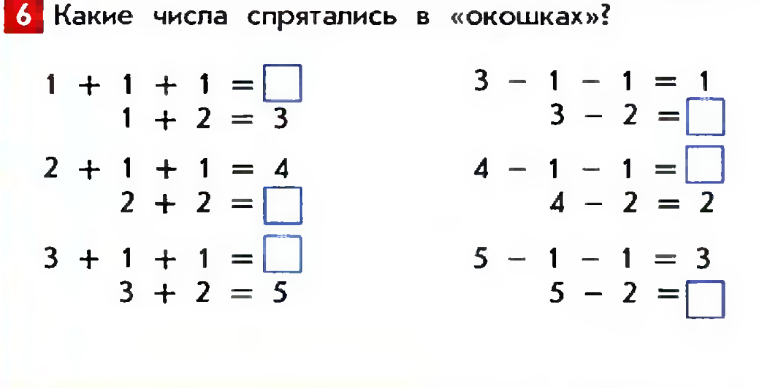 6 Какие числа спрятались в «окошках»?
1 + 1 + 1 = □
1 + 2 = 3
2 + 1 + 1 = 4
2 + 2 = □
3 + 1 + 1 = □
3 + 2 = 5
3 - 1 - 1 = 1
3 - 2 = □
4 - 1 - 1 = □
4 - 2 = 2
5 - 1 - 1 = 3
5 - 2 = □